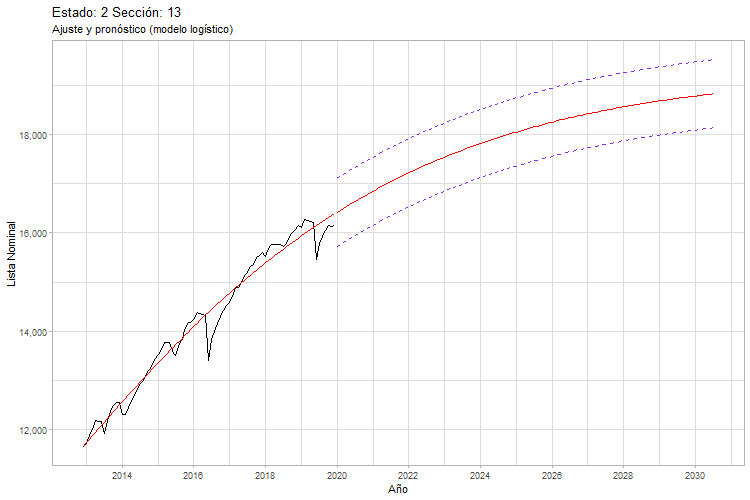 Estado: 2 Sección: 13
Ajuste y pronóstico (modelo logístico)
Lista Nominal
18,000
16,000
14,000
12,000
2014 2016 2018 2020 2022 2024 2026 2028 2030
Año